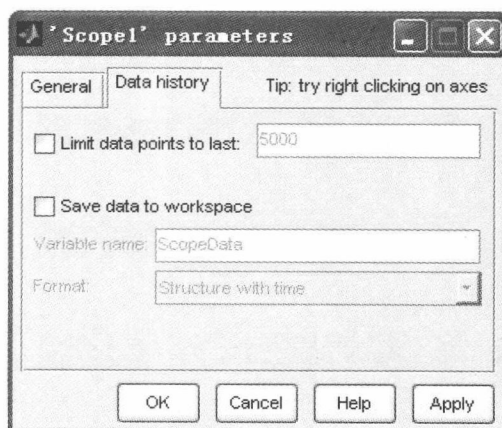 'Scope1' parameters
General
Data history
Tip: try right clicking on axes
Limit data points to last:
5000
Save data to workspace
Variable name:
ScopeData
Format:
Structure with time
OK
Cancel
Help
Apply